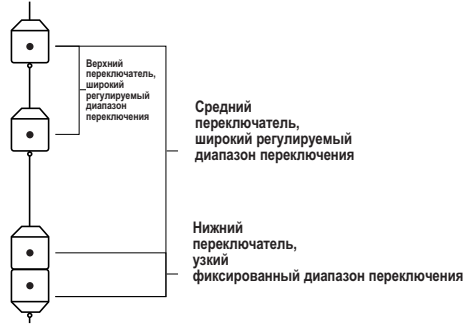 Верхний
переключатель,
широкий
регулируемый
диапазон
переключения
Средний
переключатель,
широкий регулируемый
диапазон переключения
Нижний
переключатель,
узкий
фиксированный диапазон переключения